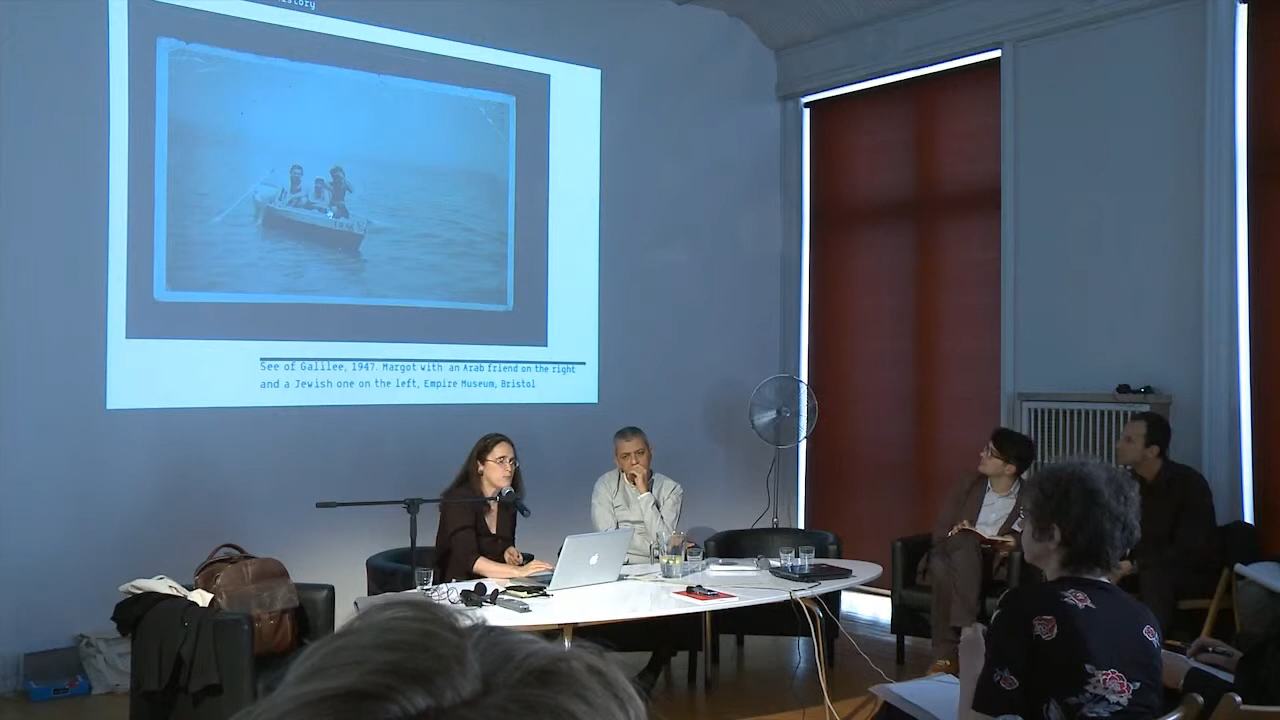 History
See of Galilee, 1947. Margot with an Arab friend on the right
and a Jewish one on the left, Empire Museum, Bristol